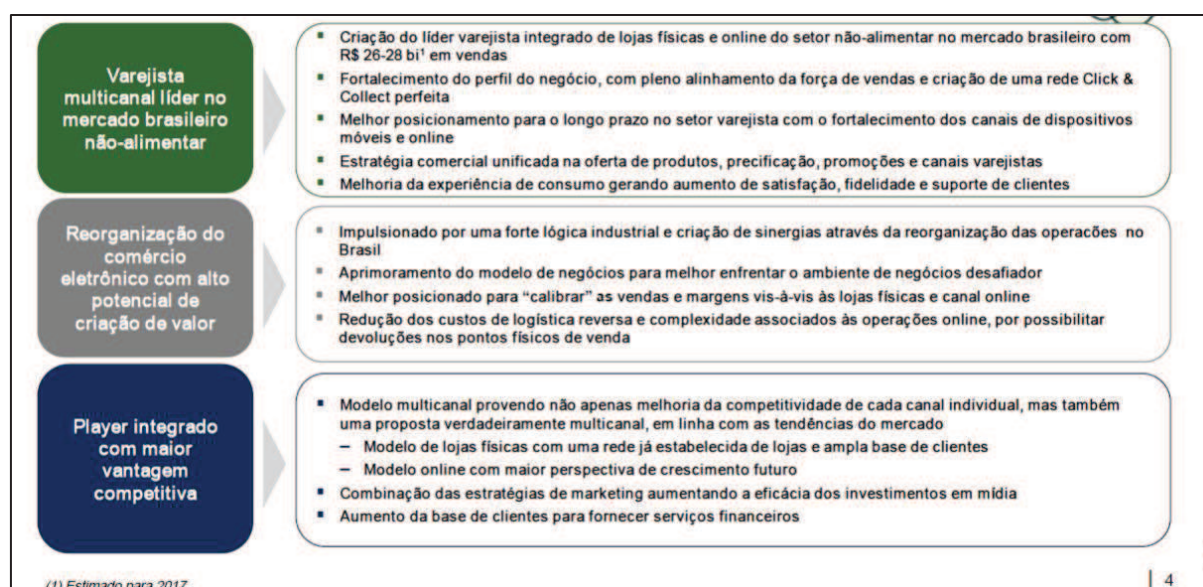 Varejista
multicanal líder no
mercado brasileiro
não-alimentar
▪ Criação do líder varejista integrado de lojas físicas e online do setor não-alimentar no mercado brasileiro com
R$ 26-28 bi¹ em vendas
▪ Fortalecimento do perfil do negócio, com pleno alinhamento da força de vendas e criação de uma rede Click &
Collect perfeita
▪ Melhor posicionamento para o longo prazo no setor varejista com o fortalecimento dos canais de dispositivos
móveis e online
▪ Estratégia comercial unificada na oferta de produtos, precificação, promoções e canais varejistas
▪ Melhoria da experiência de consumo gerando aumento de satisfação, fidelidade e suporte de clientes
Reorganização do
comércio
eletrônico com alto
potencial de
criação de valor
▪ Impulsionado por uma forte lógica industrial e criação de sinergias através da reorganização das operacões no
Brasil
▪ Aprimoramento do modelo de negócios para melhor enfrentar o ambiente de negócios desafiador
▪ Melhor posicionado para “calibrar” as vendas e margens vis-à-vis às lojas físicas e canal online
▪ Redução dos custos de logística reversa e complexidade associados às operações online, por possibilitar
devoluções nos pontos físicos de venda
Player integrado
com maior
vantagem
competitiva
▪ Modelo multicanal provendo não apenas melhoria da competitividade de cada canal individual, mas também
uma proposta verdadeiramente multicanal, em linha com as tendências do mercado
– Modelo de lojas físicas com uma rede já estabelecida de lojas e ampla base de clientes
– Modelo online com maior perspectiva de crescimento futuro
▪ Combinação das estratégias de marketing aumentando a eficácia dos investimentos em mídia
▪ Aumento da base de clientes para fornecer serviços financeiros
(1) Estimado para 2017
4